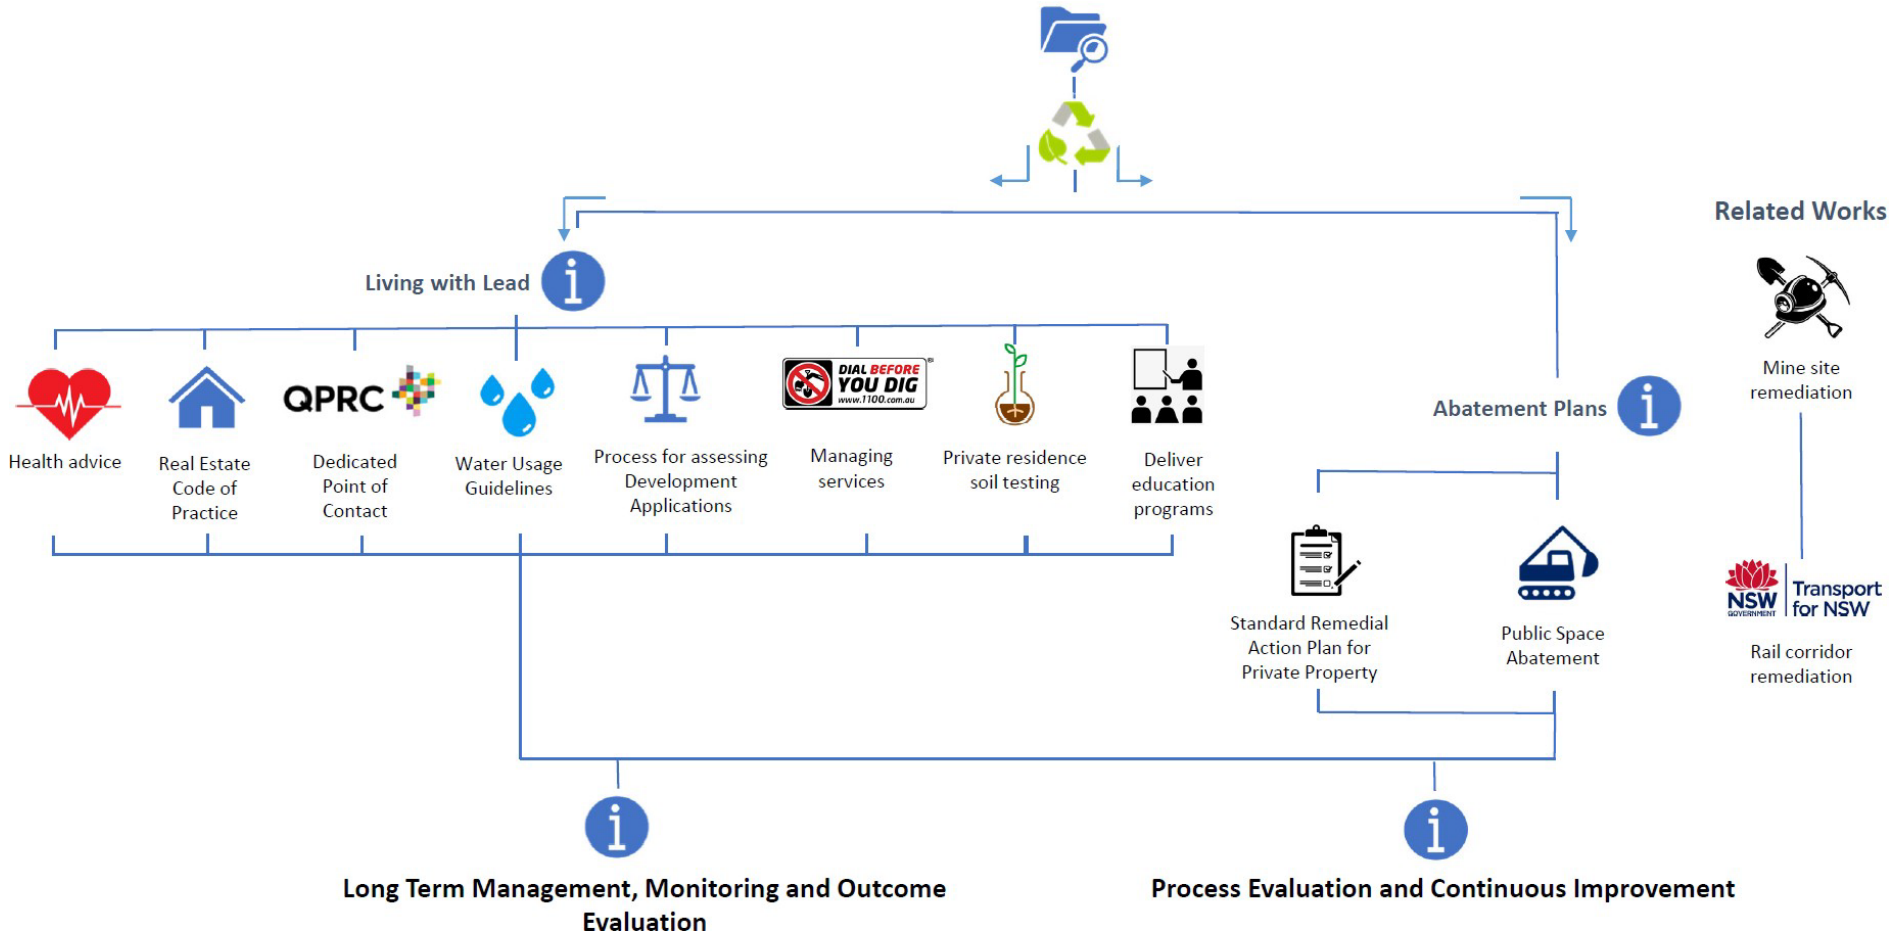 Related Works
Living with Lead
Mine site
remediation
Abatement Plans
QPRC
DIAL BEFORE
YOU DIG
www.1100.com.au
®
Health advice
Real Estate
Code of
Practice
Dedicated
Point of
Contact
Water Usage
Guidelines
Process for assessing
Development
Applications
Managing
services
Private residence
soil testing
Deliver
education
programs
Standard Remedial
Action Plan for
Private Property
Public Space
Abatement
NSW
GOVERNMENT
Transport
for NSW
Rail corridor
remediation
Long Term Management, Monitoring and Outcome
Evaluation
Process Evaluation and Continuous Improvement